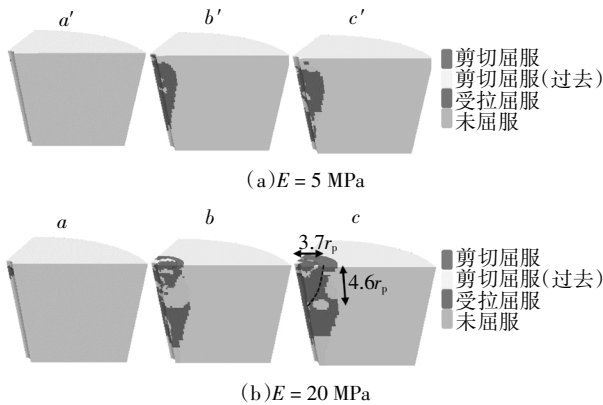 a′ b′ c′
剪切屈服
剪切屈服(过去)
受拉屈服
未屈服
(a)E = 5 MPa
a b c
3.7rp
4.6rp
剪切屈服
剪切屈服(过去)
受拉屈服
未屈服
(b)E = 20 MPa